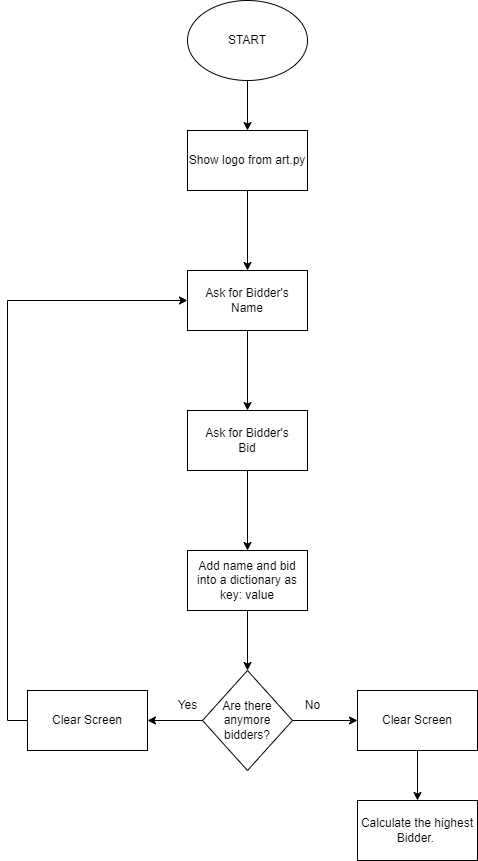 START
Show logo from art.py
Ask for Bidder's
Name
Ask for Bidder's
Bid
Add name and bid
into a dictionary as
key: value
Are there
anymore
bidders?
Yes
No
Clear Screen
Clear Screen
Calculate the highest
Bidder.